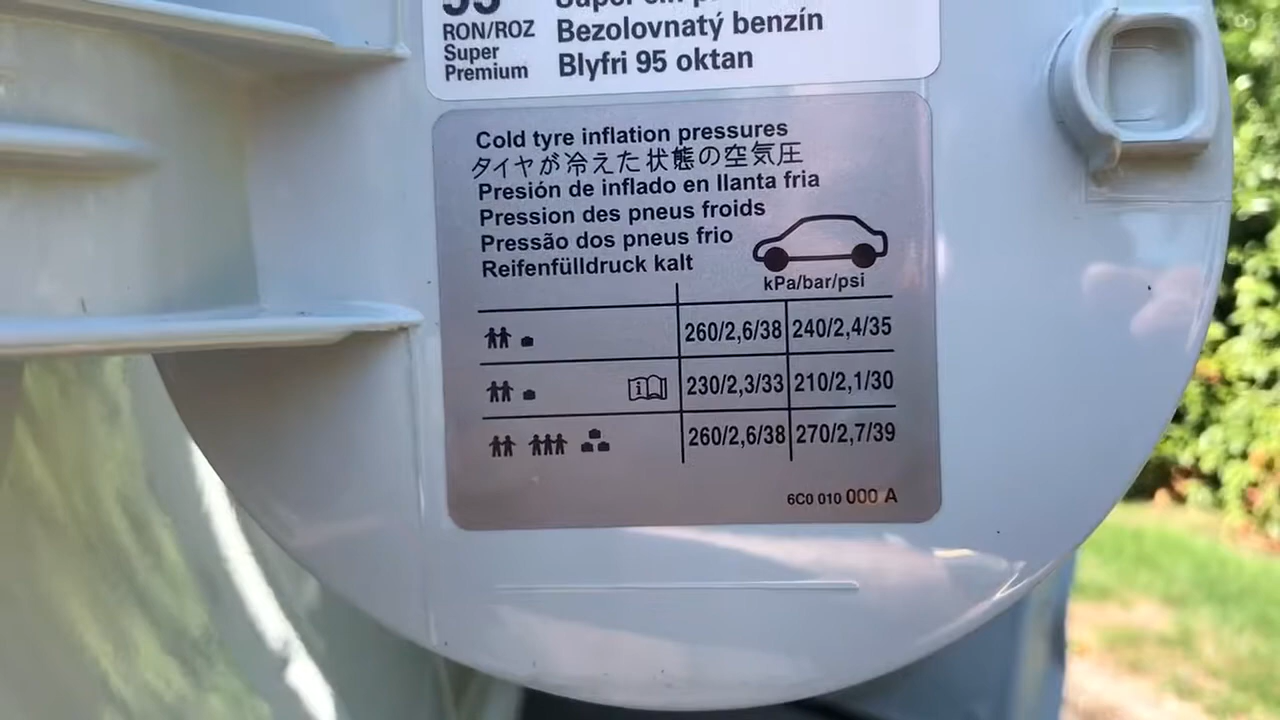 RON/ROZ
Super
Premium
Bezolovnatý benzín
Blyfri 95 oktan
Cold tyre inflation pressures
タイヤが冷えた状態の空気圧
Presión de inflado en llanta fria
Pression des pneus froids
Pressão dos pneus frio
Reifenfülldruck kalt
kPa/bar/psi
260/2,6/38 240/2,4/35
230/2,3/33 210/2,1/30
260/2,6/38 270/2,7/39
6C0 010 000 A